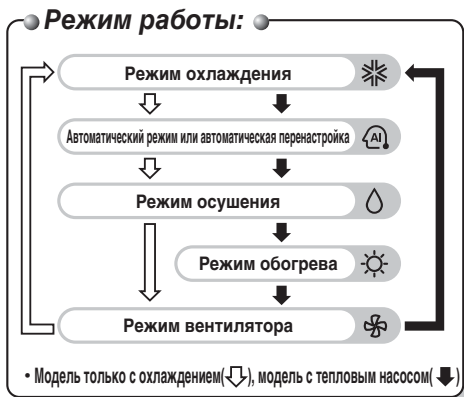 Режим работы:
Режим охлаждения
Автоматический режим или автоматическая перенастройка
AI
Режим осушения
Режим обогрева
Режим вентилятора
• Модель только с охлаждением(⇩), модель с тепловым насосом(⬇)